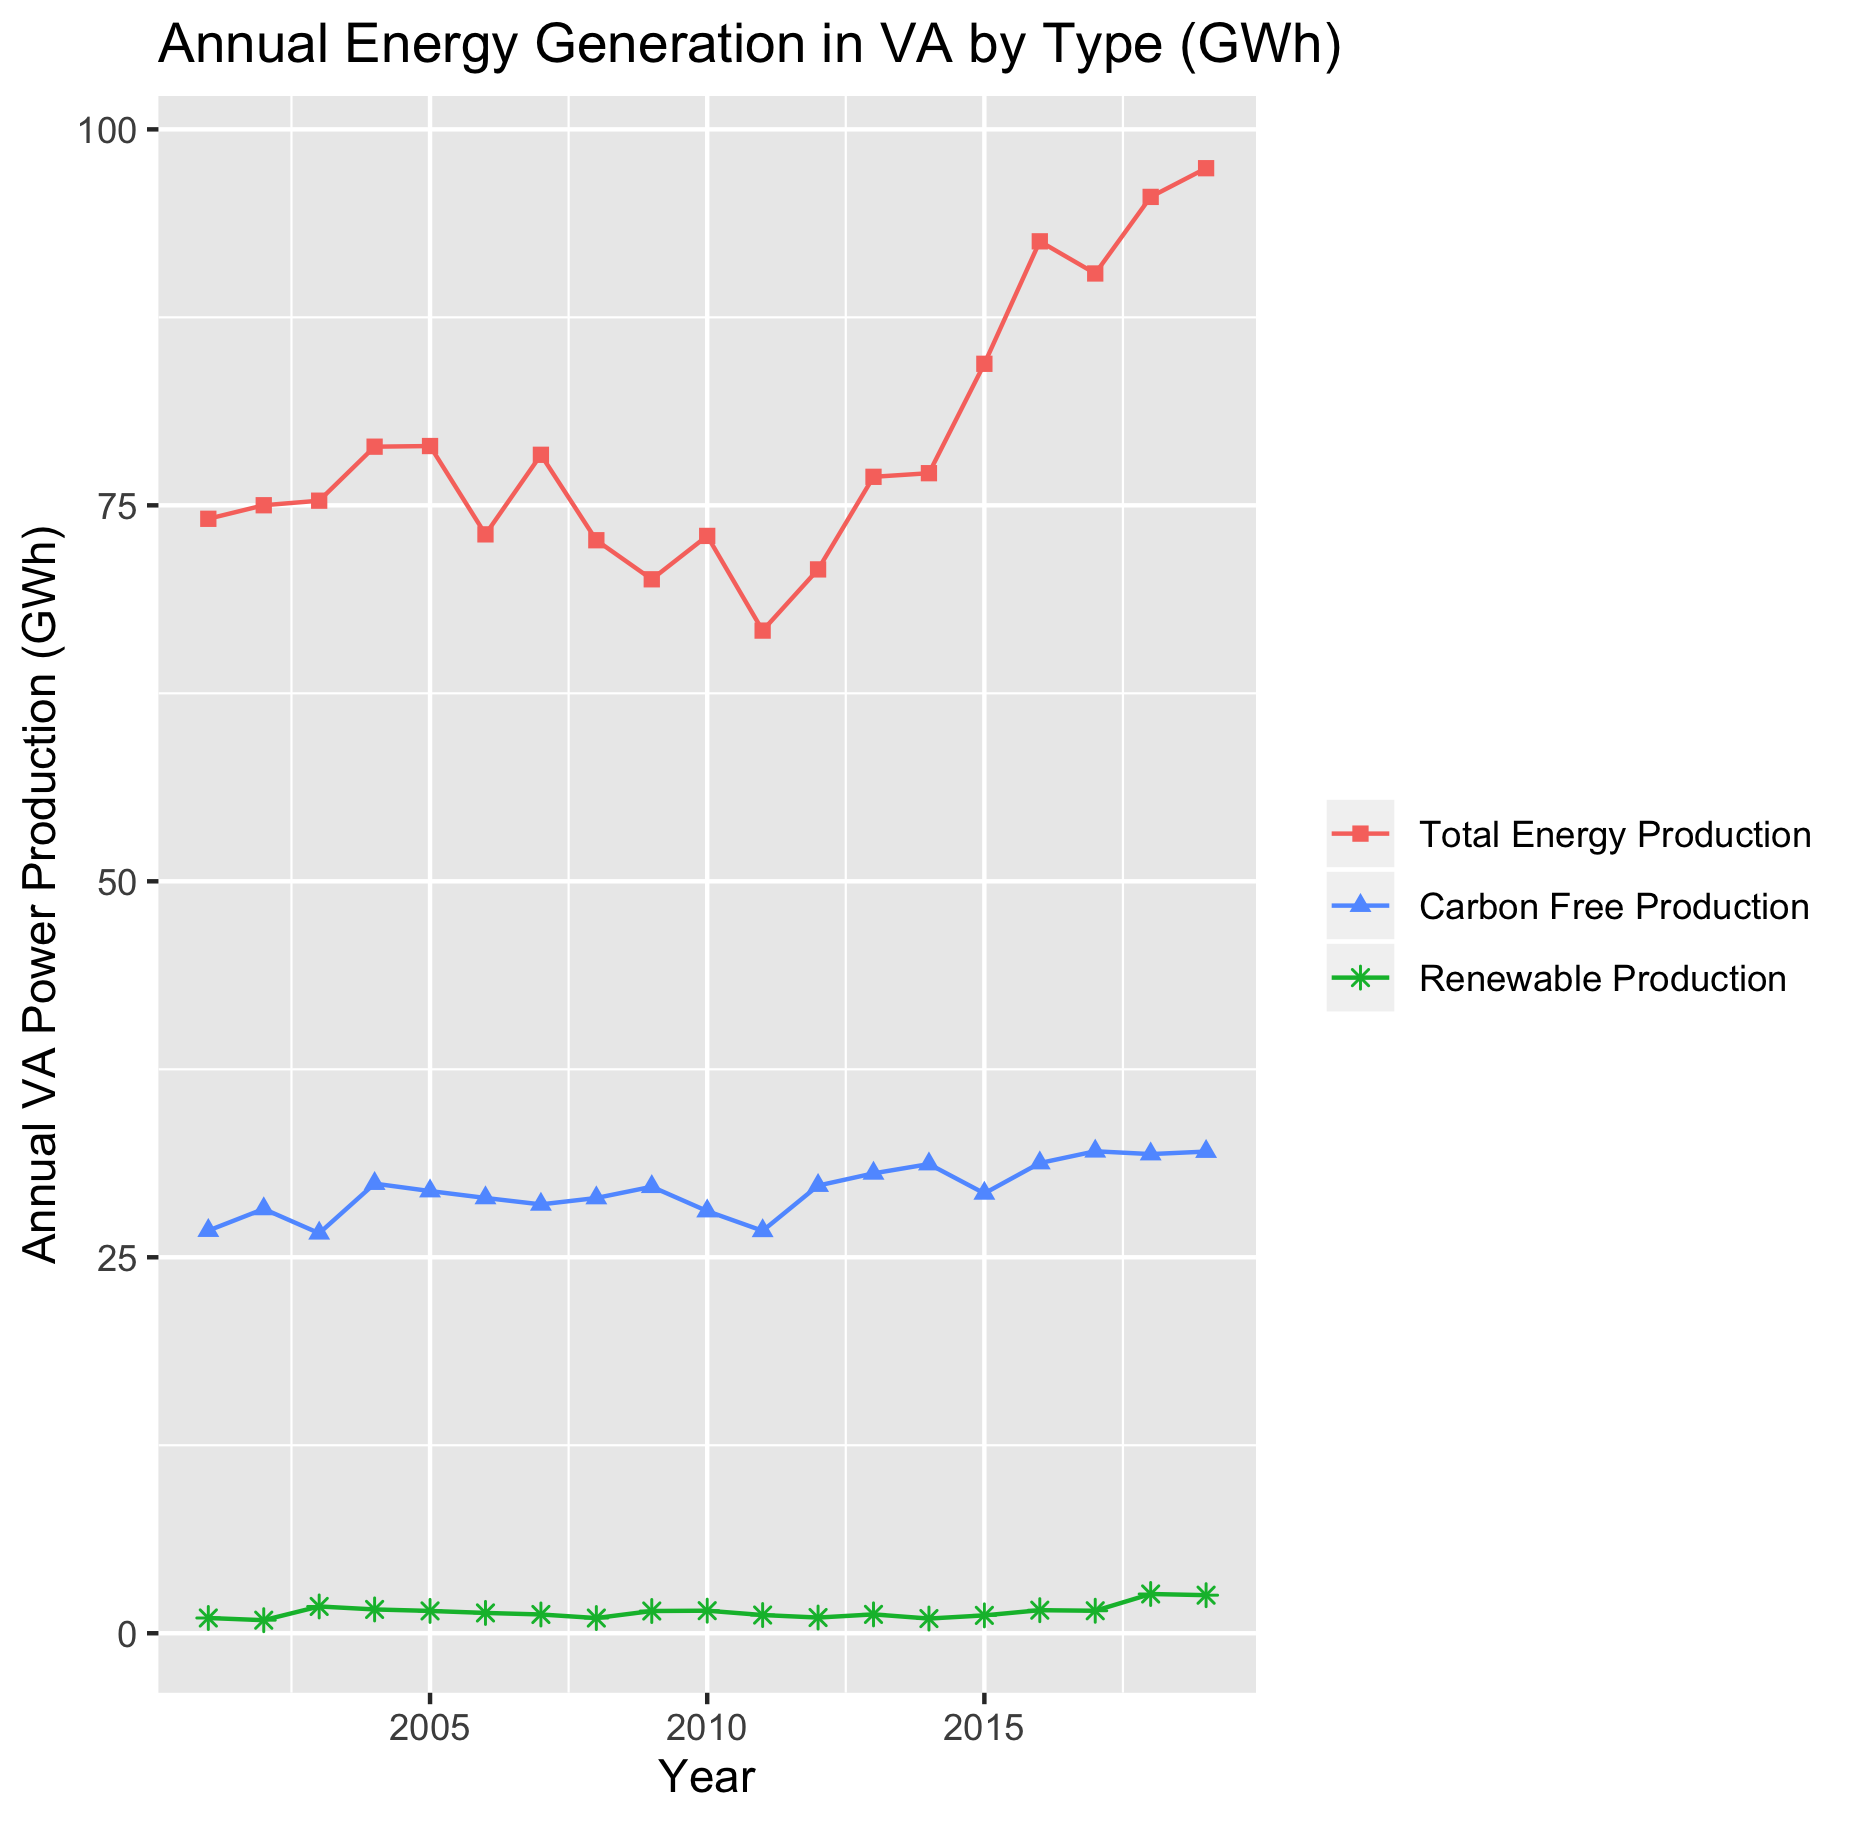 Annual Energy Generation in VA by Type (GWh)
Annual VA Power Production (GWh)
100
75
50
25
0
2005 2010 2015
Year
Total Energy Production
Carbon Free Production
Renewable Production